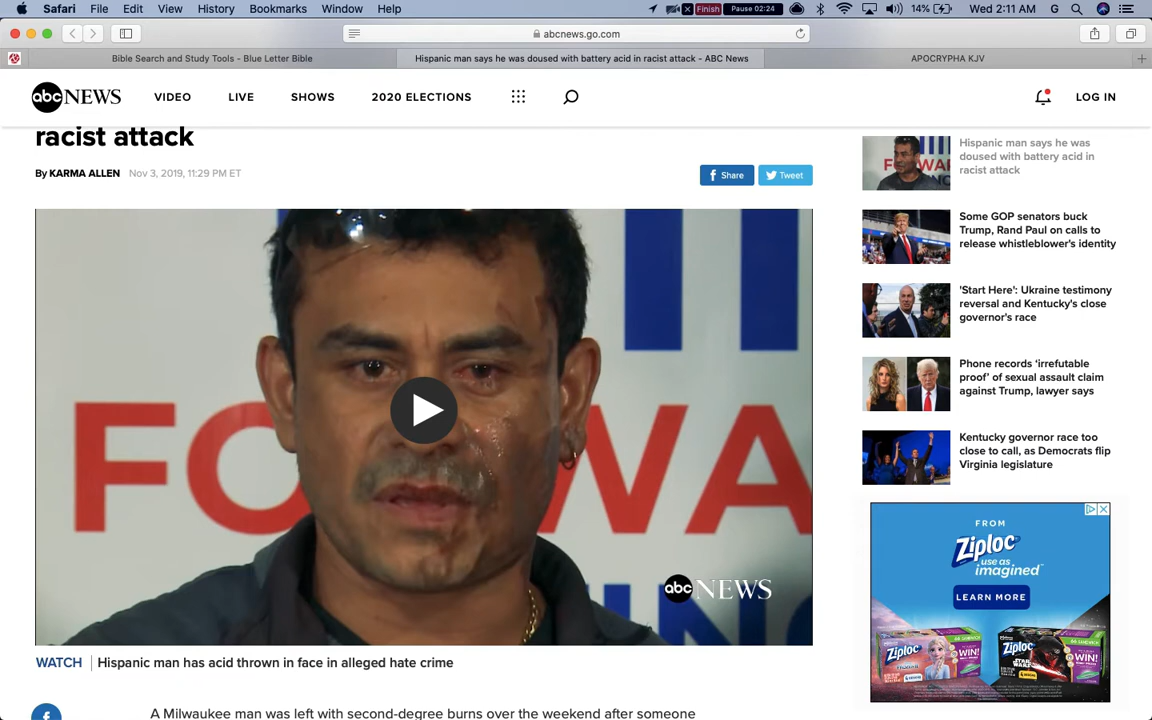 Safari File Edit View History Bookmarks Window Help Finish Pause 02:24 14% Wed 2:11 AM G
abcnews.go.com
Bible Search and Study Tools - Blue Letter Bible Hispanic man says he was doused with battery acid in racist attack - ABC News APOCRYPHA KJV
abc NEWS VIDEO LIVE SHOWS 2020 ELECTIONS LOG IN
racist attack
By KARMA ALLEN Nov 3, 2019, 11:29 PM ET
Share Tweet
FORWA
abc NEWS
WATCH Hispanic man has acid thrown in face in alleged hate crime
A Milwaukee man was left with second-degree burns over the weekend after someone
Hispanic man says he was
doused with battery acid in
racist attack
Some GOP senators buck
Trump, Rand Paul on calls to
release whistleblower's identity
'Start Here': Ukraine testimony
reversal and Kentucky's close
governor's race
Phone records 'irrefutable
proof' of sexual assault claim
against Trump, lawyer says
Kentucky governor race too
close to call, as Democrats flip
Virginia legislature
FROM
Ziploc
use as
imagined
LEARN MORE
Ziploc WIN! Ziploc WIN!
STAR WARS